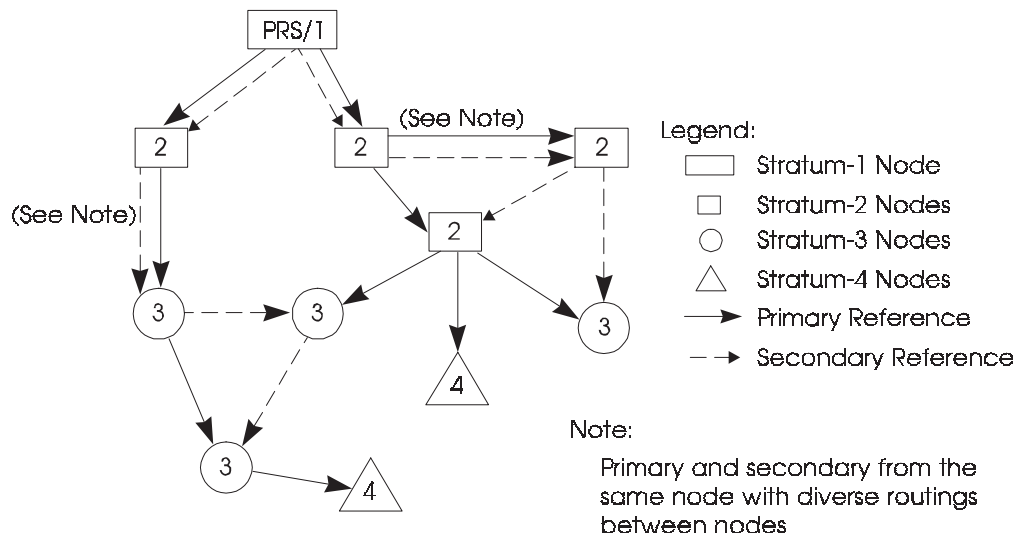 PRS/1
(See Note)
2
2
2
Legend:
Stratum-1 Node
Stratum-2 Nodes
(See Note)
2
Stratum-3 Nodes
Stratum-4 Nodes
3
3
3
Primary Reference
Secondary Reference
4
Note:
3
4
Primary and secondary from the
same node with diverse routings
between nodes